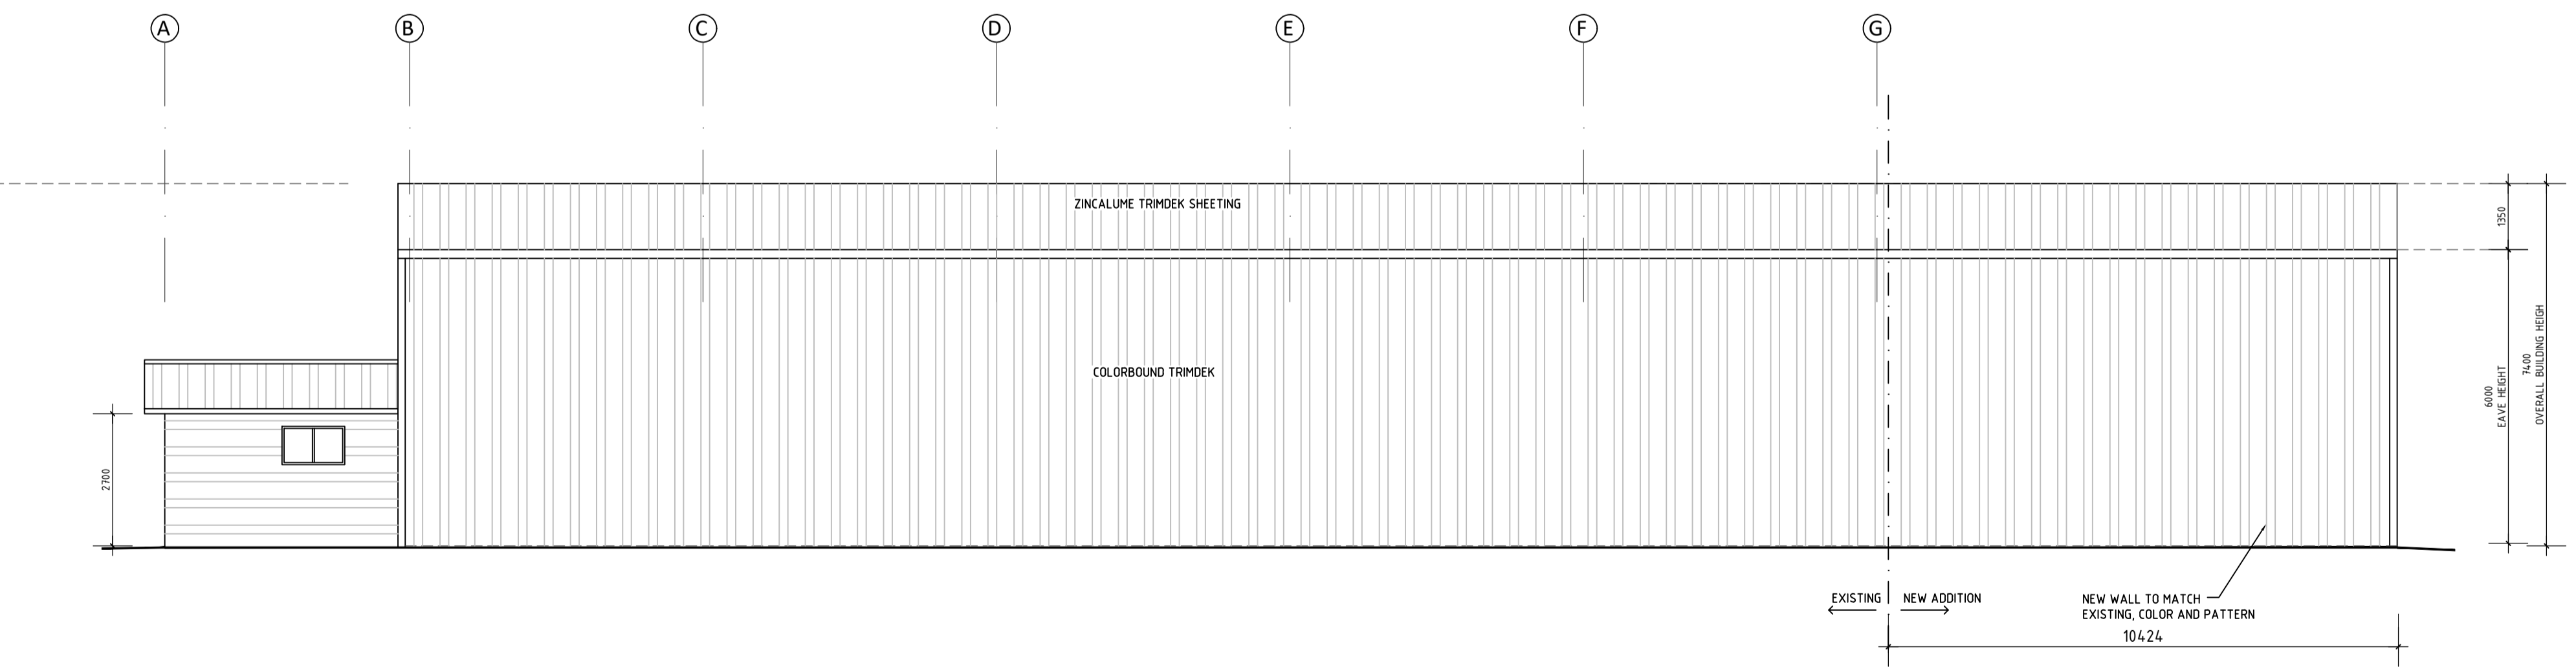 A
B
C
D
E
F
G
ZINCALUME TRIMDEK SHEETING
1350
COLORBOUND TRIMDEK
7400
OVERALL BUILDING HEIGH
6000
EAVE HEIGHT
2700
EXISTING
NEW ADDITION
NEW WALL TO MATCH
EXISTING, COLOR AND PATTERN
10424